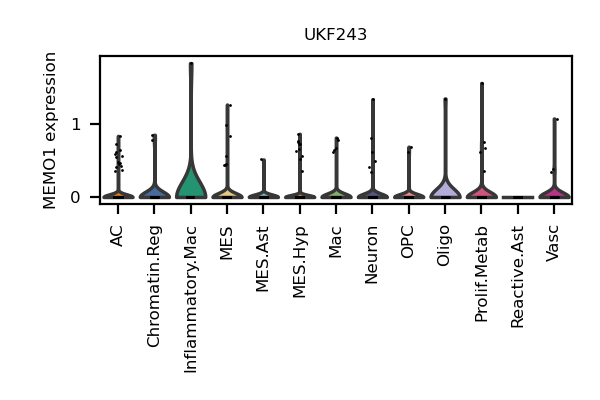 UKF243
MEMO1 expression
1
0
AC
Chromatin.Reg
Inflammatory.Mac
MES
MES.Ast
MES.Hyp
Mac
Neuron
OPC
Oligo
Prolif.Metab
Reactive.Ast
Vasc